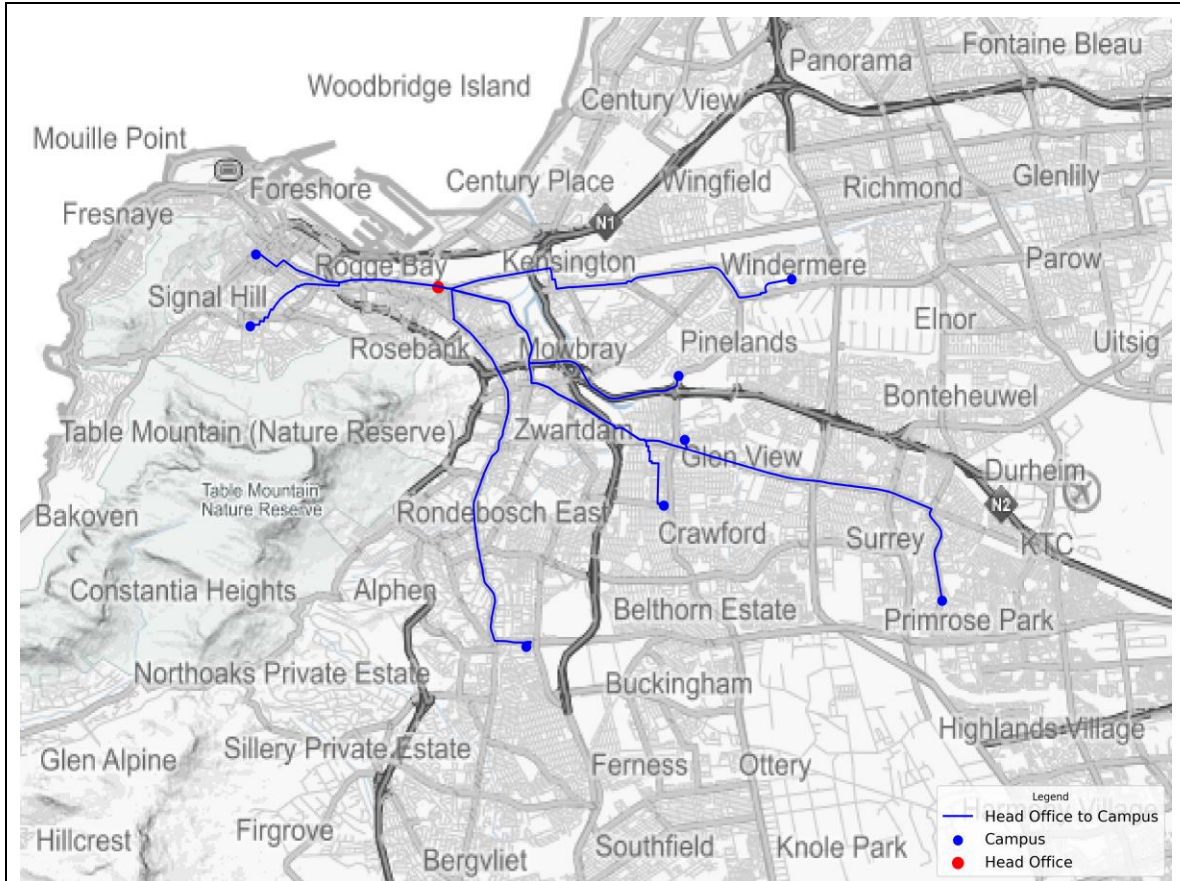 Fontaine Bleau
Panorama
Woodbridge Island
Century View
Mouille Point
Foreshore
Century Place
Wingfield
Richmond
Glenlily
Fresnaye
N1
Rogge Bay
Kensington
Windermere
Parow
Signal Hill
Elnor
Rosebank
Mowbray
Pinelands
Uitsig
Bonteheuwel
Table Mountain (Nature Reserve)
Zwartdam
Glen View
Durheim
Table Mountain
Nature Reserve
Bakoven
Rondebosch East
N2
Crawford
Surrey
KTC
Constantia Heights
Alphen
Belthorn Estate
Primrose Park
Northoaks Private Estate
Buckingham
Highlands Village
Sillery Private Estate
Glen Alpine
Ferness
Ottery
Harmony Village
Hillcrest
Firgrove
Bergvliet
Southfield
Knole Park
Legend
Head Office to Campus
Campus
Head Office